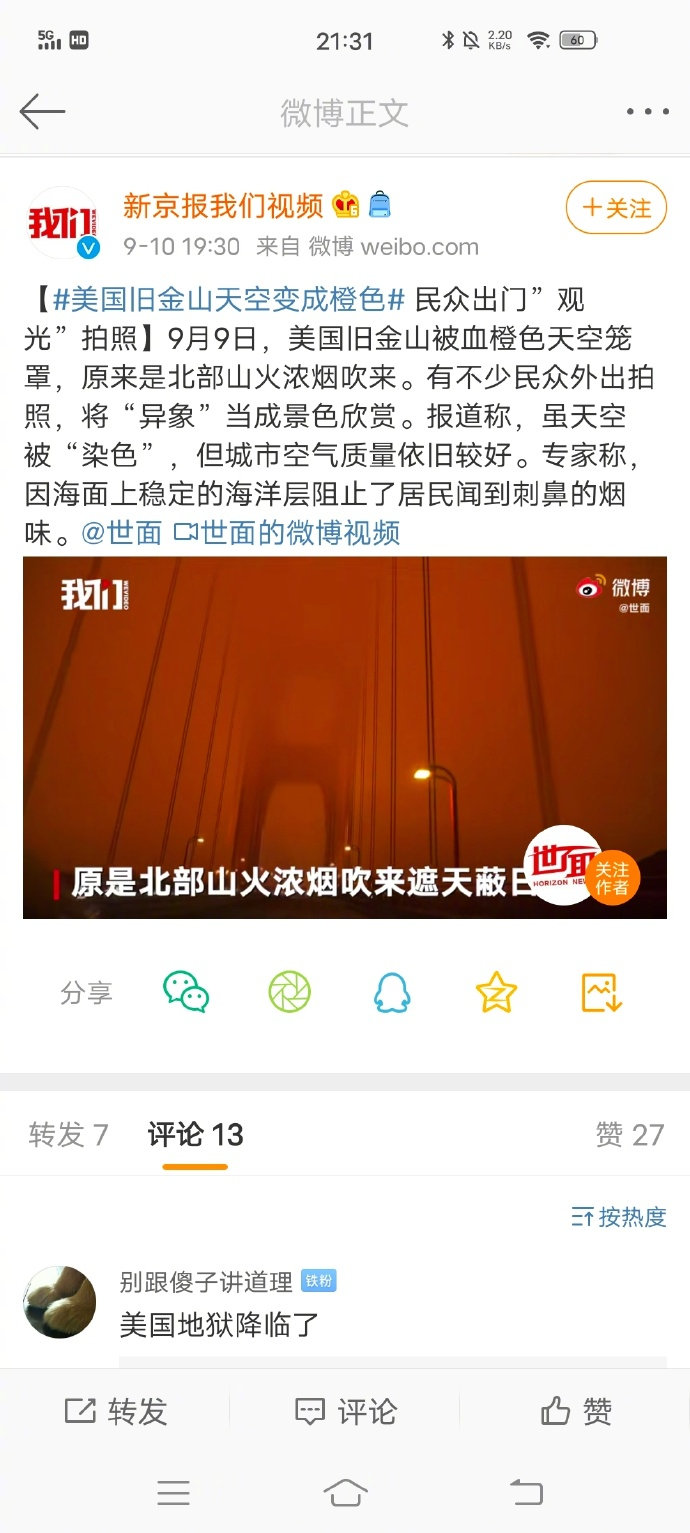 5G HD 21:31 2.20 KB/s 60
微博正文
新京报我们视频
+关注
9-10 19:30 来自 微博 weibo.com
【#美国旧金山天空变成橙色# 民众出门”观
光”拍照】9月9日，美国旧金山被血橙色天空笼
罩，原来是北部山火浓烟吹来。有不少民众外出拍
照，将“异象”当成景色欣赏。报道称，虽天空
被“染色”，但城市空气质量依旧较好。专家称，
因海面上稳定的海洋层阻止了居民闻到刺鼻的烟
味。@世面 世面的微博视频
我们 WEVIDEO
微博
@世面
原是北部山火浓烟吹来遮天蔽日
世面
HORIZON NEW
关注
作者
分享
转发 7 评论 13 赞 27
按热度
别跟傻子讲道理 铁粉
美国地狱降临了
转发 评论 赞